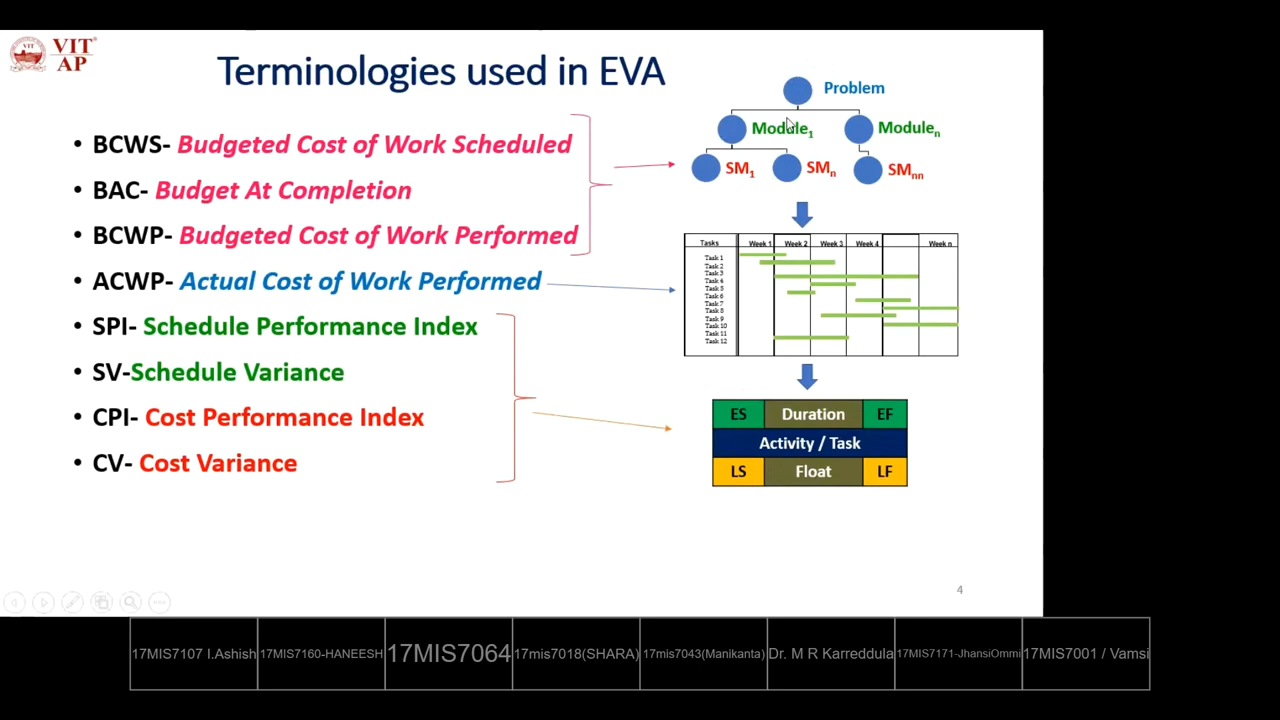 VIT
AP
VIT
Terminologies used in EVA
• BCWS- Budgeted Cost of Work Scheduled
• BAC- Budget At Completion
• BCWP- Budgeted Cost of Work Performed
• ACWP- Actual Cost of Work Performed
• SPI- Schedule Performance Index
• SV-Schedule Variance
• CPI- Cost Performance Index
• CV- Cost Variance
Problem
Module1 Modulen
SM1 SMn SMnn
Tasks Week 1 Week 2 Week 3 Week 4 Week n
Task 1
Task 2
Task 3
Task 4
Task 5
Task 6
Task 7
Task 8
Task 9
Task 10
Task 11
Task 12
ES Duration EF
Activity / Task
LS Float LF
4
17MIS7107 I.Ashish 17MIS7160-HANEESH 17MIS7064 17mis7018(SHARA) 17mis7043(Manikanta) Dr. M R Karreddula 17MIS7171-JhansiOmmi 17MIS7001 / Vamsi